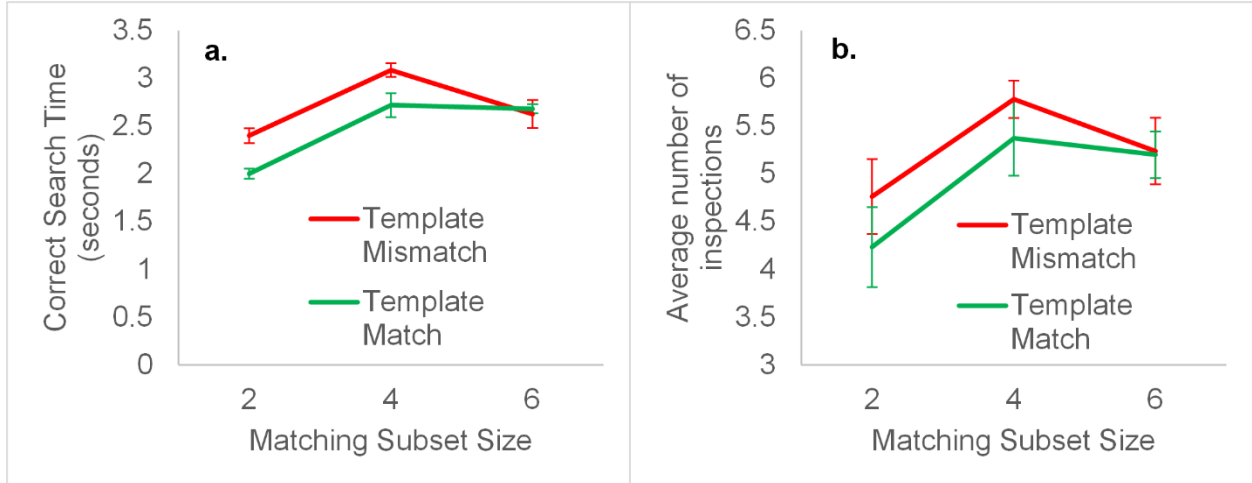 a.
Correct Search Time
(seconds)
3.5
3
2.5
2
1.5
1
0.5
0
Template
Mismatch
Template
Match
2 4 6
Matching Subset Size
b.
Average number of
inspections
6.5
6
5.5
5
4.5
4
3.5
3
Template
Mismatch
Template
Match
2 4 6
Matching Subset Size